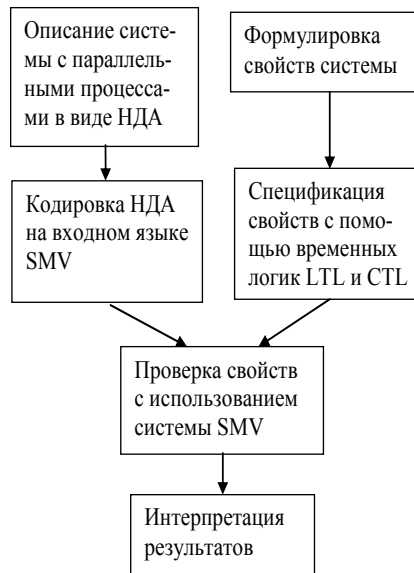 Описание систе-
мы с параллель-
ными процесса-
ми в виде НДА
Формулировка
свойств системы
Кодировка НДА
на входном языке
SMV
Спецификация
свойств с помо-
щью временных
логик LTL и CTL
Проверка свойств
с использованием
системы SMV
Интерпретация
результатов